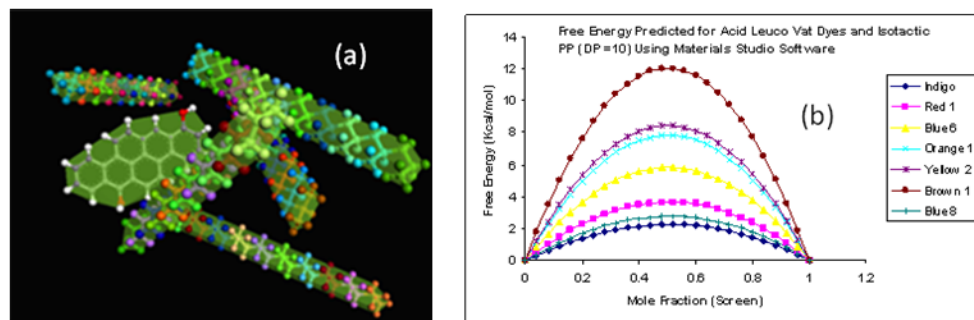 (a)
Free Energy Predicted for Acid Leuco Vat Dyes and Isotactic
PP (DP =10) Using Materials Studio Software
14
12
10
8
6
4
2
0
Free Energy (Kcal/mol)
0
0.2
0.4
0.6
0.8
1
1.2
Mole Fraction (Screen)
(b)
Indigo
Red 1
Blue6
Orange 1
Yellow 2
Brown 1
Blue8